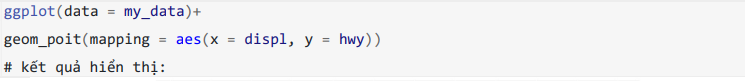 ggplot(data = my_data)+
geom_poit(mapping = aes(x = displ, y = hwy))
# kết quả hiển thị: